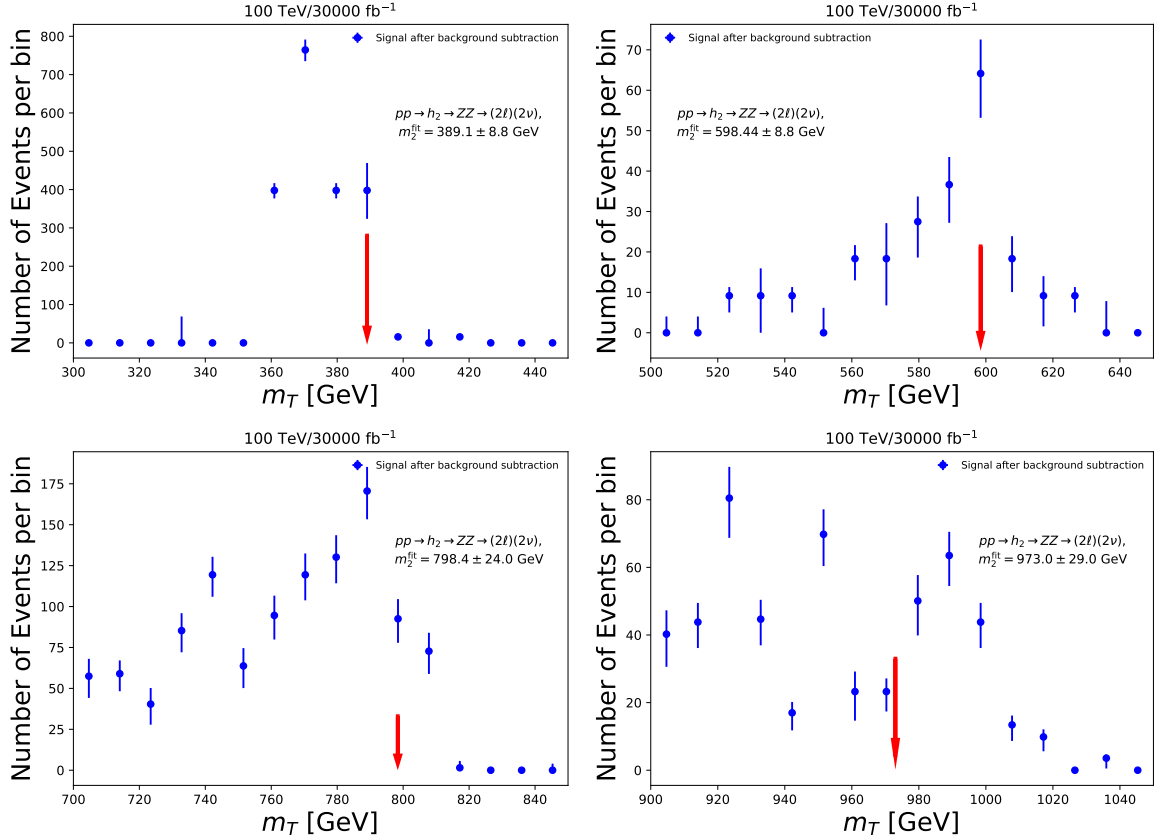 100 TeV/30000 fb⁻¹
Number of Events per bin
800
700
600
500
400
300
200
100
0
Signal after background subtraction
pp → h₂ → ZZ → (2ℓ)(2ν),
m₂ᶠⁱᵗ = 389.1 ± 8.8 GeV
300 320 340 360 380 400 420 440
m_T [GeV]
100 TeV/30000 fb⁻¹
Number of Events per bin
70
60
50
40
30
20
10
0
Signal after background subtraction
pp → h₂ → ZZ → (2ℓ)(2ν),
m₂ᶠⁱᵗ = 598.44 ± 8.8 GeV
500 520 540 560 580 600 620 640
m_T [GeV]
100 TeV/30000 fb⁻¹
Number of Events per bin
175
150
125
100
75
50
25
0
Signal after background subtraction
pp → h₂ → ZZ → (2ℓ)(2ν),
m₂ᶠⁱᵗ = 798.4 ± 24.0 GeV
700 720 740 760 780 800 820 840
m_T [GeV]
100 TeV/30000 fb⁻¹
Number of Events per bin
80
60
40
20
0
Signal after background subtraction
pp → h₂ → ZZ → (2ℓ)(2ν),
m₂ᶠⁱᵗ = 973.0 ± 29.0 GeV
900 920 940 960 980 1000 1020 1040
m_T [GeV]